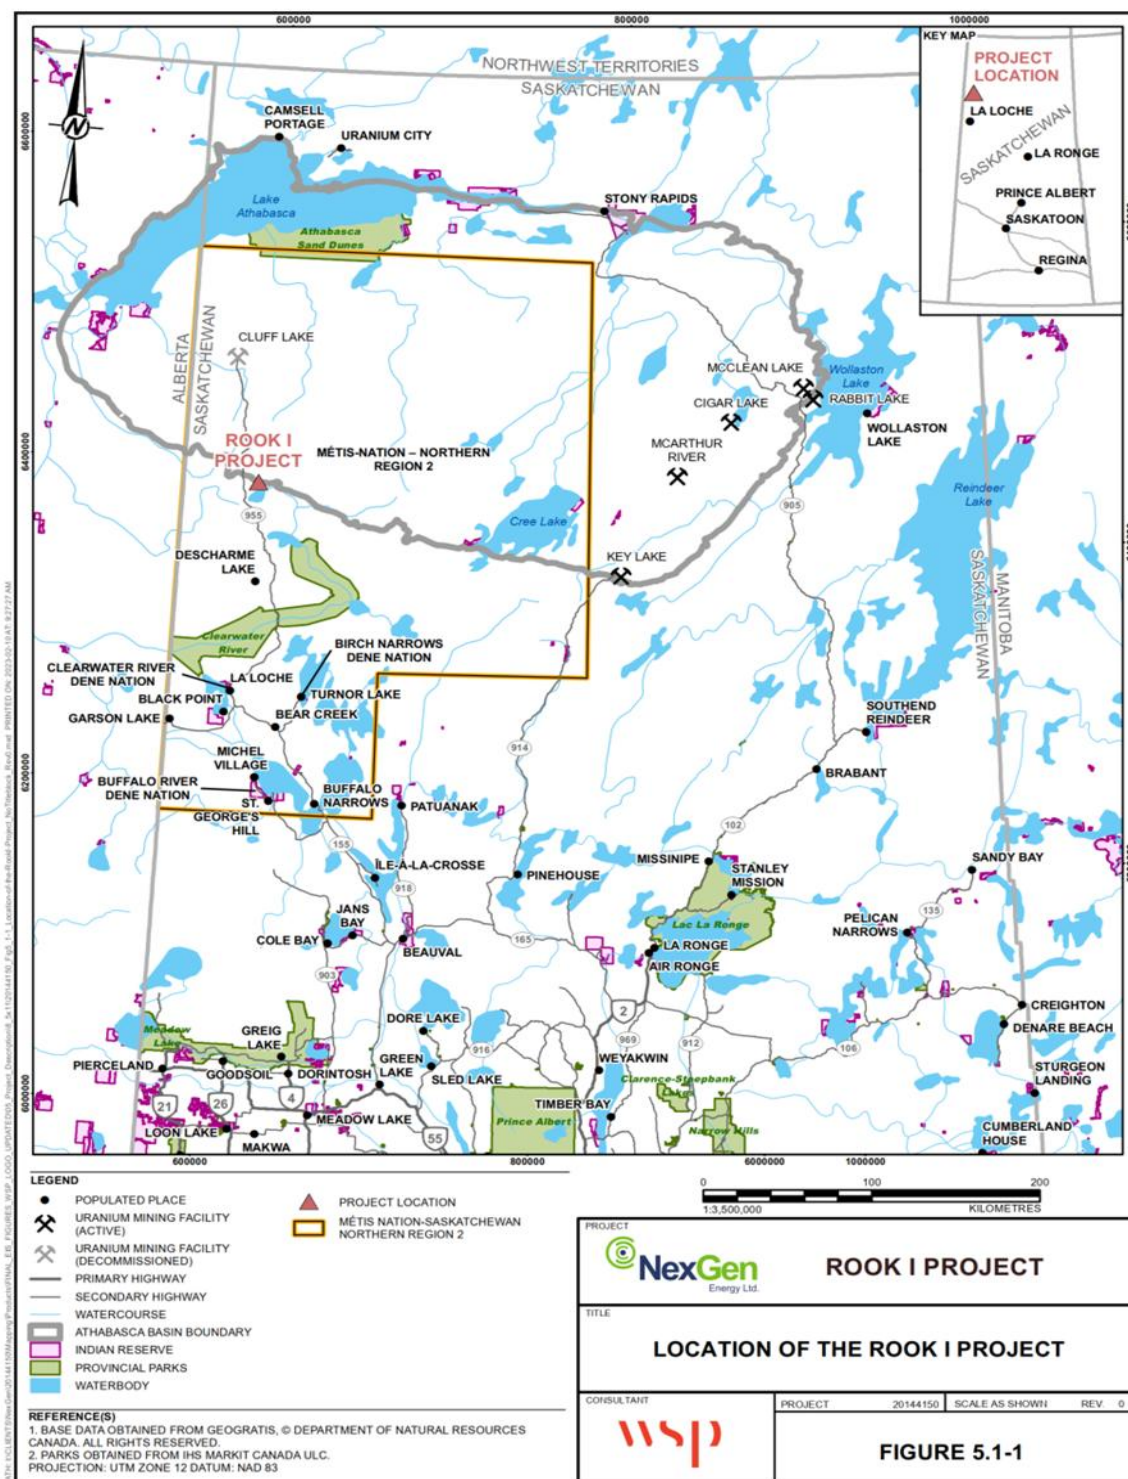 600000
800000
1000000
KEY MAP
PROJECT
LOCATION
LA LOCHE
SASKATCHEWAN
LA RONGE
PRINCE ALBERT
SASKATOON
REGINA
NORTHWEST TERRITORIES
SASKATCHEWAN
N
CAMSELL
PORTAGE
URANIUM CITY
6600000
Lake
Athabasca
Athabasca
Sand Dunes
STONY RAPIDS
ALBERTA
SASKATCHEWAN
CLUFF LAKE
MCCLEAN LAKE
Wollaston
Lake
RABBIT LAKE
CIGAR LAKE
WOLLASTON
LAKE
MCARTHUR
RIVER
6400000
ROOK I
PROJECT
MÉTIS-NATION – NORTHERN
REGION 2
Reindeer
Lake
955
905
Cree Lake
KEY LAKE
DESCHARME
LAKE
SASKATCHEWAN
MANITOBA
Clearwater
River
BIRCH NARROWS
DENE NATION
CLEARWATER RIVER
DENE NATION
LA LOCHE
BLACK POINT
TURNOR LAKE
GARSON LAKE
BEAR CREEK
SOUTHEND
REINDEER
914
MICHEL
VILLAGE
BRABANT
6200000
BUFFALO RIVER
DENE NATION
BUFFALO
NARROWS
PATUANAK
ST.
GEORGE'S
HILL
155
102
ÎLE-À-LA-CROSSE
918
PINEHOUSE
MISSINIPE
STANLEY
MISSION
SANDY BAY
135
JANS
BAY
COLE BAY
BEAUVAL
165
Lac La Ronge
LA RONGE
AIR RONGE
PELICAN
NARROWS
903
2
CREIGHTON
DENARE BEACH
Meadow
Lake
GREIG
LAKE
DORE LAKE
916
969
912
106
PIERCELAND
GOODSOIL
DORINTOSH
GREEN
LAKE
SLED LAKE
WEYAKWIN
Clarence-Steepbank
Lakes
STURGEON
LANDING
6000000
21
26
4
MEADOW LAKE
TIMBER BAY
Prince Albert
Narrow Hills
LOON LAKE
MAKWA
55
CUMBERLAND
HOUSE
600000
800000
6000000
1000000
LEGEND
POPULATED PLACE
URANIUM MINING FACILITY
(ACTIVE)
URANIUM MINING FACILITY
(DECOMMISSIONED)
PRIMARY HIGHWAY
SECONDARY HIGHWAY
WATERCOURSE
ATHABASCA BASIN BOUNDARY
INDIAN RESERVE
PROVINCIAL PARKS
WATERBODY
PROJECT LOCATION
MÉTIS NATION-SASKATCHEWAN
NORTHERN REGION 2
REFERENCE(S)
1. BASE DATA OBTAINED FROM GEOGRATIS, © DEPARTMENT OF NATURAL RESOURCES
CANADA. ALL RIGHTS RESERVED.
2. PARKS OBTAINED FROM IHS MARKIT CANADA ULC.
PROJECTION: UTM ZONE 12 DATUM: NAD 83
0 100 200
1:3,500,000 KILOMETRES
PROJECT
NexGen
Energy Ltd.
ROOK I PROJECT
TITLE
LOCATION OF THE ROOK I PROJECT
CONSULTANT
wsp
PROJECT 20144150 SCALE AS SHOWN REV. 0
FIGURE 5.1-1